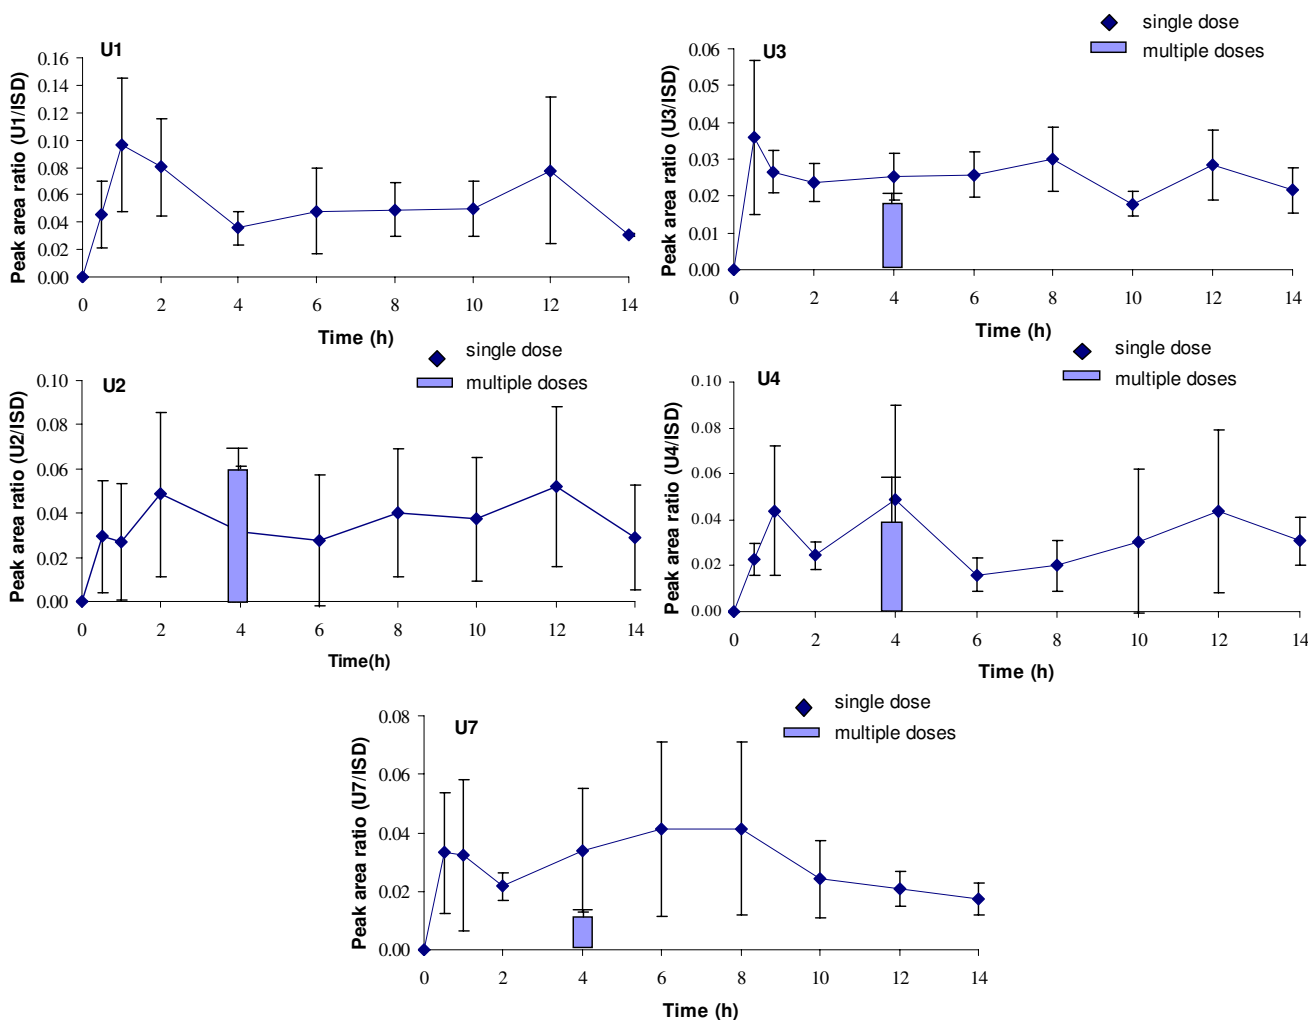 U1
Peak area ratio (U1/ISD)
0.16
0.14
0.12
0.10
0.08
0.06
0.04
0.02
0.00
0 2 4 6 8 10 12 14
Time (h)
single dose
multiple doses
U3
Peak area ratio (U3/ISD)
0.06
0.05
0.04
0.03
0.02
0.01
0.00
0 2 4 6 8 10 12 14
Time (h)
single dose
multiple doses
U2
Peak area ratio (U2/ISD)
0.10
0.08
0.06
0.04
0.02
0.00
0 2 4 6 8 10 12 14
Time(h)
single dose
multiple doses
U4
Peak area ratio (U4/ISD)
0.10
0.08
0.06
0.04
0.02
0.00
0 2 4 6 8 10 12 14
Time (h)
single dose
multiple doses
U7
Peak area ratio (U7/ISD)
0.08
0.06
0.04
0.02
0.00
0 2 4 6 8 10 12 14
Time (h)